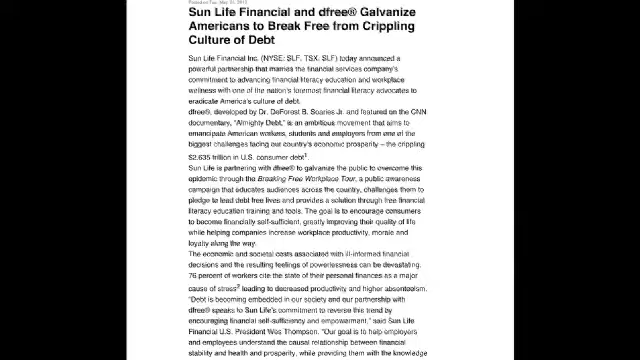 Posted on Tue, May 01, 2012
Sun Life Financial and dfree® Galvanize
Americans to Break Free from Crippling
Culture of Debt
Sun Life Financial Inc. (NYSE: SLF, TSX: SLF) today announced a
powerful partnership that marries the financial services company's
commitment to advancing financial literacy education and workplace
wellness with one of the nation's foremost financial literacy advocates to
eradicate America's culture of debt.
dfree®, developed by Dr. DeForest B. Soaries Jr. and featured on the CNN
documentary, "Almighty Debt," is an ambitious movement that aims to
emancipate American workers, students and employers from one of the
biggest challenges facing our country's economic prosperity – the crippling
$2.635 trillion in U.S. consumer debt¹.
Sun Life is partnering with dfree® to galvanize the public to overcome this
epidemic through the Breaking Free Workplace Tour, a public awareness
campaign that educates audiences across the country, challenges them to
pledge to lead debt free lives and provides a solution through free financial
literacy education training and tools. The goal is to encourage consumers
to become financially self-sufficient, greatly improving their quality of life
while helping companies increase workplace productivity, morale and
loyalty along the way.
The economic and societal costs associated with ill-informed financial
decisions and the resulting feelings of powerlessness can be devastating.
76 percent of workers cite the state of their personal finances as a major
cause of stress² leading to decreased productivity and higher absenteeism.
"Debt is becoming embedded in our society and our partnership with
dfree® speaks to Sun Life's commitment to reverse this trend by
encouraging financial self-sufficiency and empowerment," said Sun Life
Financial U.S. President Wes Thompson. "Our goal is to help employers
and employees understand the causal relationship between financial
stability and health and prosperity, while providing them with the knowledge